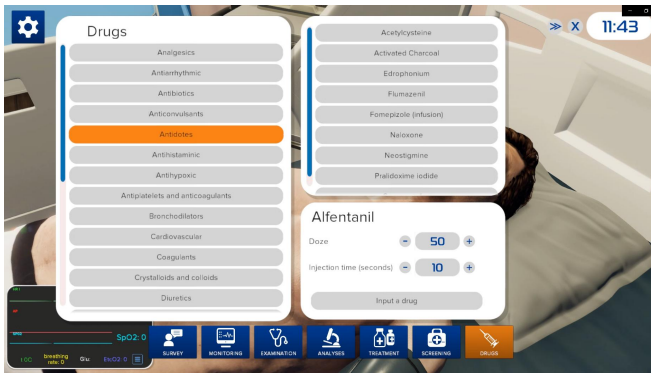 Drugs
Analgesics
Antiarrhythmic
Antibiotics
Anticonvulsants
Antidotes
Antihistaminic
Antihypoxic
Antiplatelets and anticoagulants
Bronchodilators
Cardiovascular
Coagulants
Crystalloids and colloids
Diuretics
Acetylcysteine
Activated Charcoal
Edrophonium
Flumazenil
Fomepizole (infusion)
Naloxone
Neostigmine
Pralidoxime iodide
X 11:43
Alfentanil
Doze - 50 +
Injection time (seconds) - 10 +
Input a drug
SpO2: 0
breathing rate: 0
Glu:
EtcO2: 0
SURVEY
MONITORING
EXAMINATION
ANALYSES
TREATMENT
SCREENING
DRUGS